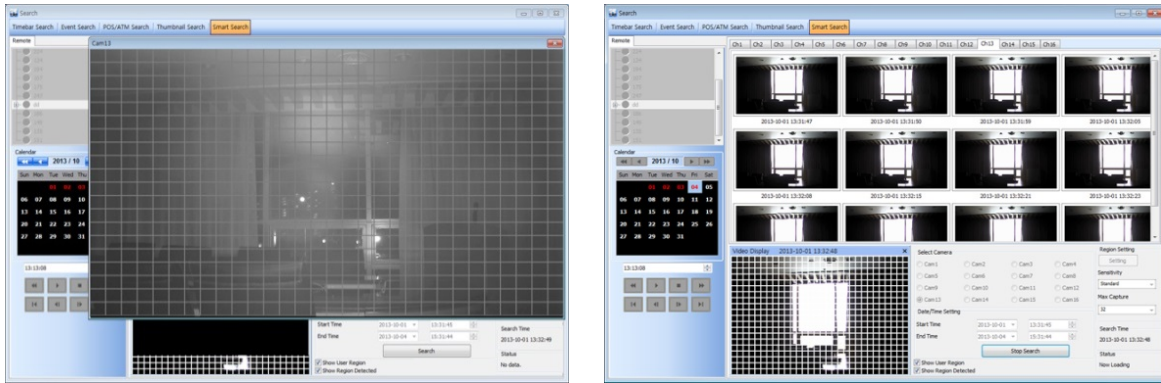 Search
Timebar Search Event Search POS/ATM Search Thumbnail Search Smart Search
Remote
Cam13
Calendar
2013 / 10
Sun Mon Tue Wed Thu
01 02 03
06 07 08 09 10
13 14 15 16 17
20 21 22 23 24
27 28 29 30 31
13:13:08
Start Time 2013-10-01 13:31:45
End Time 2013-10-04 13:31:44
Search
Show User Region
Show Region Detected
Search Time
2013-10-01 13:32:49
Status
No data.
Search
Timebar Search Event Search POS/ATM Search Thumbnail Search Smart Search
Remote
Ch1 Ch2 Ch3 Ch4 Ch5 Ch6 Ch7 Ch8 Ch9 Ch10 Ch11 Ch12 Ch13 Ch14 Ch15 Ch16
2013-10-01 13:31:47 2013-10-01 13:31:50 2013-10-01 13:31:59 2013-10-01 13:32:05
2013-10-01 13:32:08 2013-10-01 13:32:15 2013-10-01 13:32:21 2013-10-01 13:32:23
Calendar
2013 / 10
Sun Mon Tue Wed Thu Fri Sat
01 02 03 04 05
06 07 08 09 10 11 12
13 14 15 16 17 18 19
20 21 22 23 24 25 26
27 28 29 30 31
13:13:08
Video Display 2013-10-01 13:32:48
Select Camera
Cam1 Cam2 Cam3 Cam4
Cam5 Cam6 Cam7 Cam8
Cam9 Cam10 Cam11 Cam12
Cam13 Cam14 Cam15 Cam16
Date/Time Setting
Start Time 2013-10-01 13:31:45
End Time 2013-10-04 13:31:44
Stop Search
Show User Region
Show Region Detected
Region Setting
Setting
Sensitivity
Standard
Max Capture
32
Search Time
2013-10-01 13:32:48
Status
Now Loading